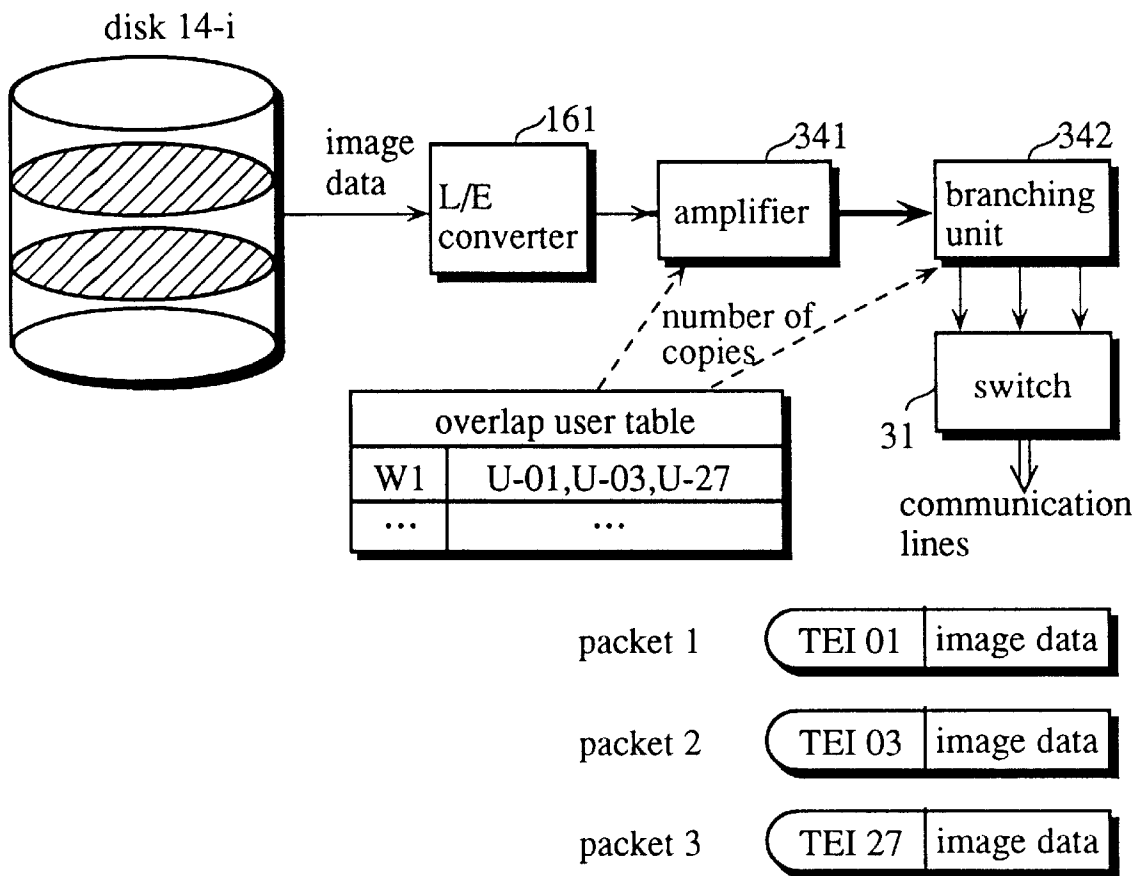 disk 14-i
image
data
161
L/E
converter
341
amplifier
342
branching
unit
number of
copies
switch
31
communication
lines
overlap user table
W1 U-01,U-03,U-27
... ...
packet 1 TEI 01 image data
packet 2 TEI 03 image data
packet 3 TEI 27 image data